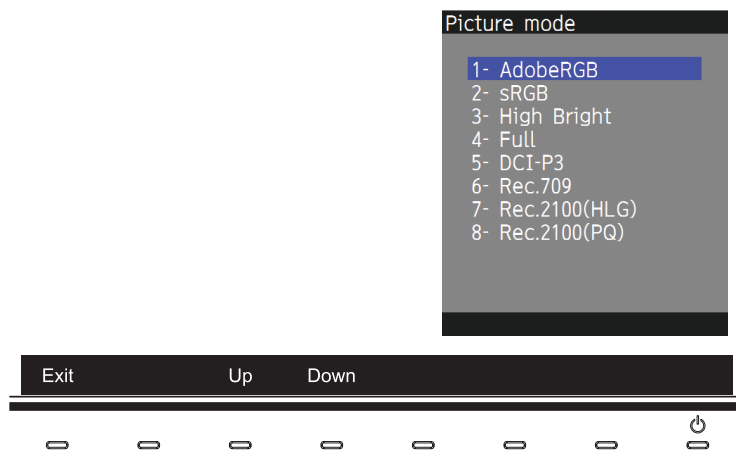 Picture mode
1- AdobeRGB
2- sRGB
3- High Bright
4- Full
5- DCI-P3
6- Rec.709
7- Rec.2100(HLG)
8- Rec.2100(PQ)
Exit Up Down